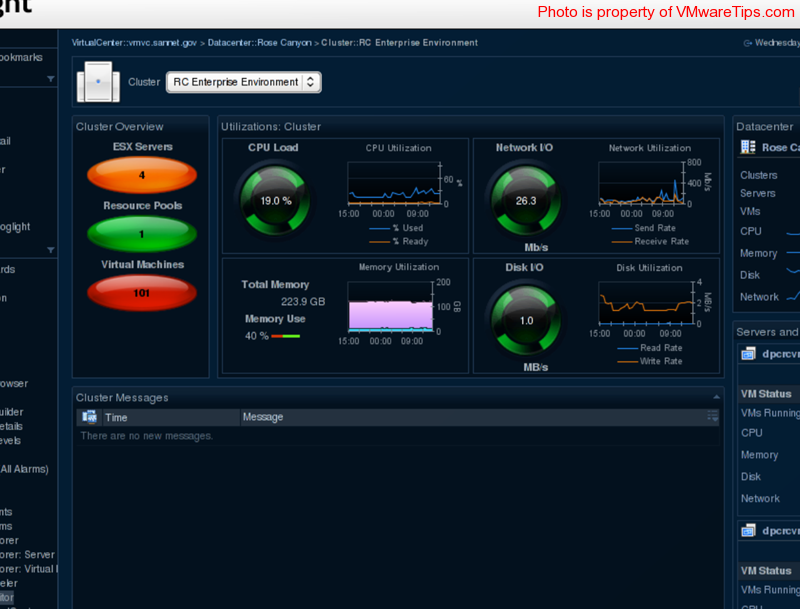 ght
Photo is property of VMwareTips.com
VirtualCenter::vmvc.sannet.gov > Datacenter::Rose Canyon > Cluster::RC Enterprise Environment
Wednesday
ookmarks
Cluster
RC Enterprise Environment
Cluster Overview
ESX Servers
4
Resource Pools
1
Virtual Machines
101
Utilizations: Cluster
CPU Load
19.0 %
CPU Utilization
60
0
%
15:00 00:00 09:00
% Used
% Ready
Network I/O
26.3
Mb/s
Network Utilization
800
400
0
Mb/s
15:00 00:00 09:00
Send Rate
Receive Rate
Total Memory
223.9 GB
Memory Use
40 %
Memory Utilization
200
100
0
GB
15:00 00:00 09:00
Disk I/O
1.0
MB/s
Disk Utilization
4
2
0
MB/s
15:00 00:00 09:00
Read Rate
Write Rate
Cluster Messages
Time
Message
There are no new messages.
Datacenter
Rose Ca
Clusters
Servers
VMs
CPU
Memory
Disk
Network
Servers and
dpcrcvr
VM Status
VMs Running
CPU
Memory
Disk
Network
dpcrcvr
VM Status
VMs Running
CPU
ail
er
oglight
rds
on
rowser
uilder
etails
evels
(All Alarms)
nts
ms
orer
orer: Server
orer: Virtual
eler
itor